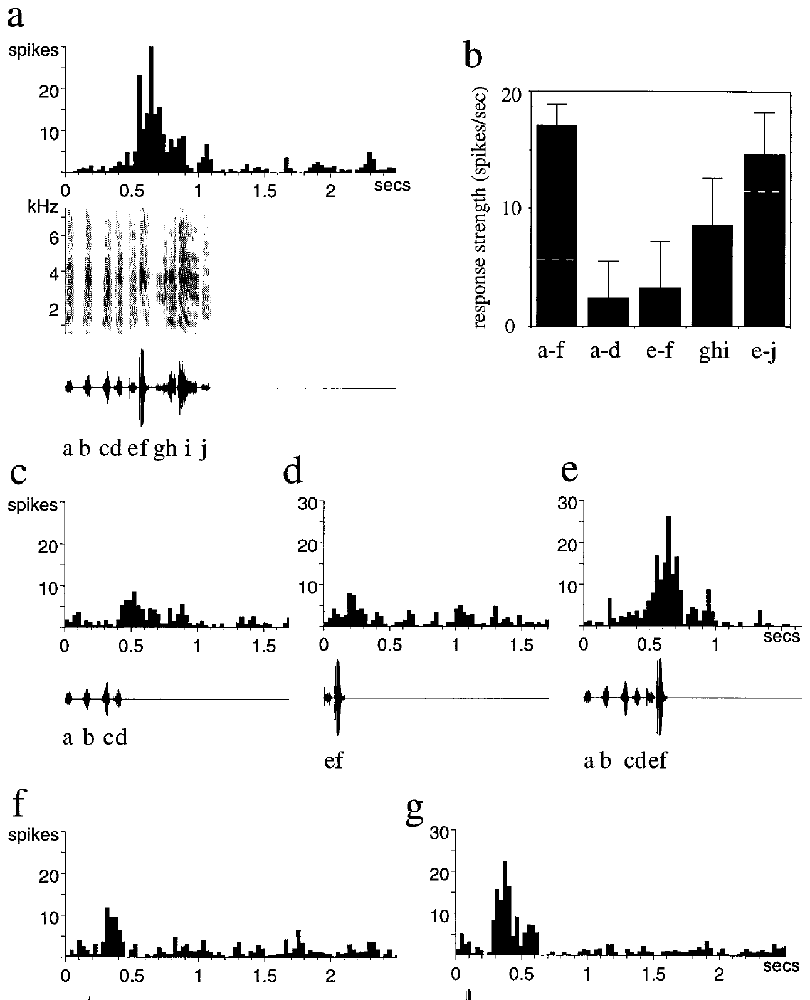 a
spikes
20
10
0 0.5 1 1.5 2 secs
kHz
6
4
2
a b cd ef gh i j
b
response strength (spikes/sec)
20
10
0
a-f a-d e-f ghi e-j
c
spikes
20
10
0 0.5 1 1.5
a b cd
d
30
20
10
0 0.5 1 1.5
ef
e
30
20
10
0 0.5 1 secs
a b cdef
f
spikes
20
10
0 0.5 1 1.5 2
g
30
20
10
0 0.5 1 1.5 2 secs